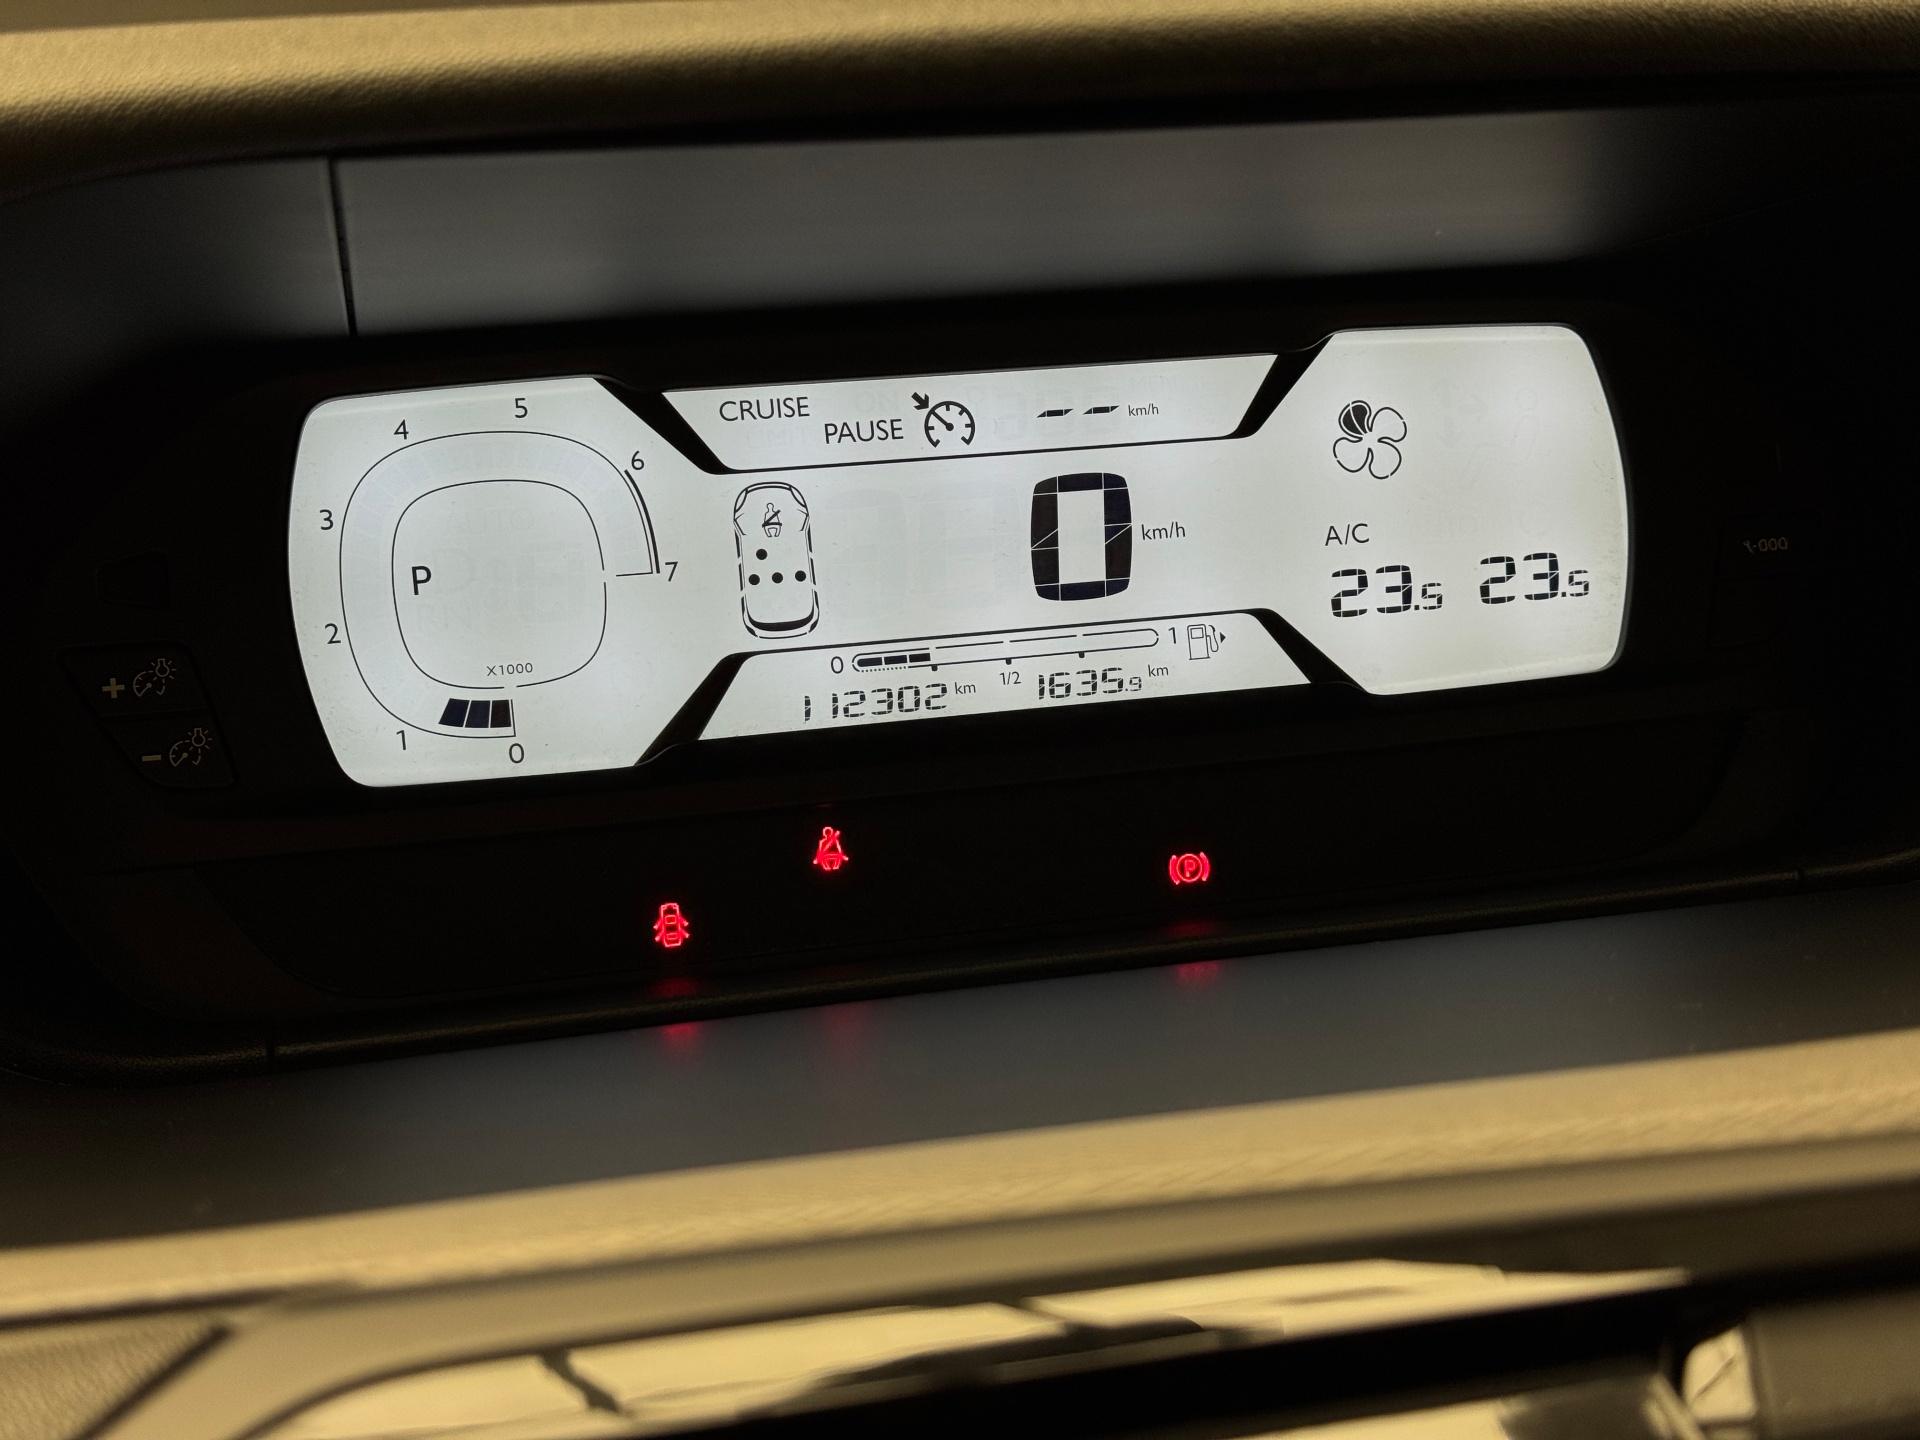 CRUISE
PAUSE
-- km/h
5
4
6
3
7
2
1
0
P
X1000
0 km/h
A/C
23.5 23.5
0 1/2 1
112302 km
1635.9 km
+
-
000
P